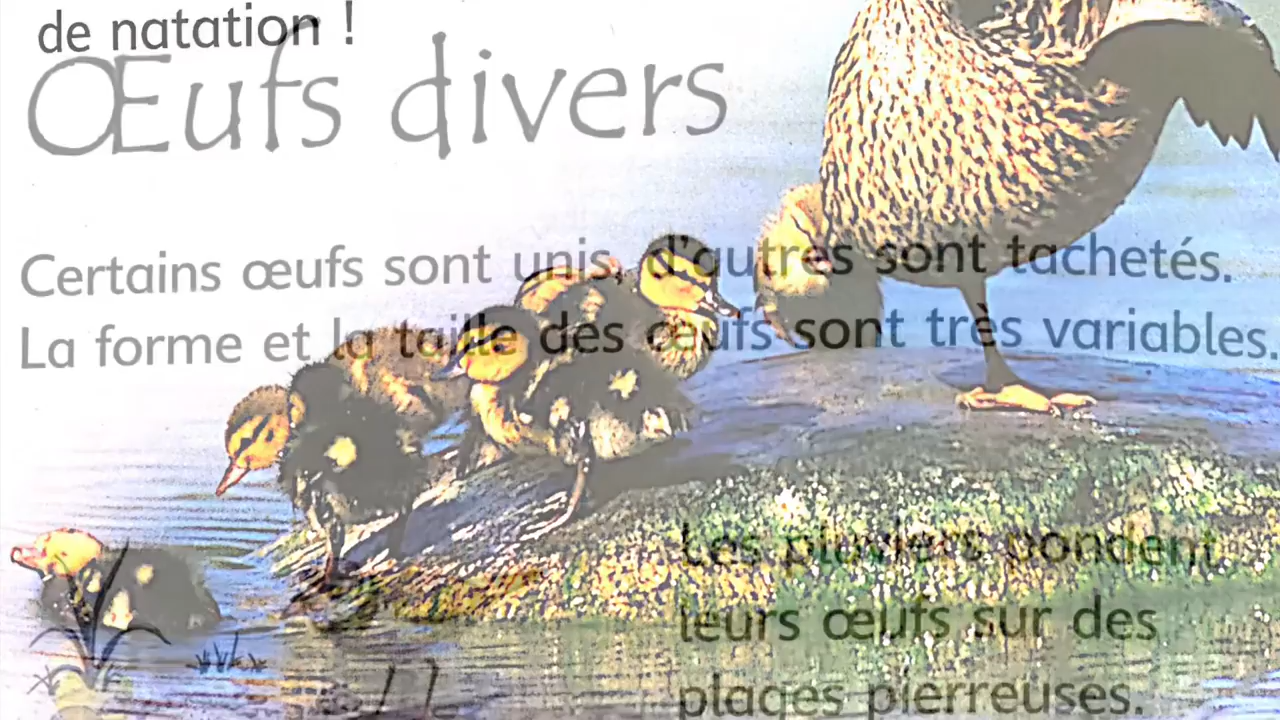 de natation !
Œufs divers
Certains œufs sont unis, d'autres sont tachetés.
La forme et la taille des œufs sont très variables.
Les pluviers pondent
leurs œufs sur des
plages pierreuses.